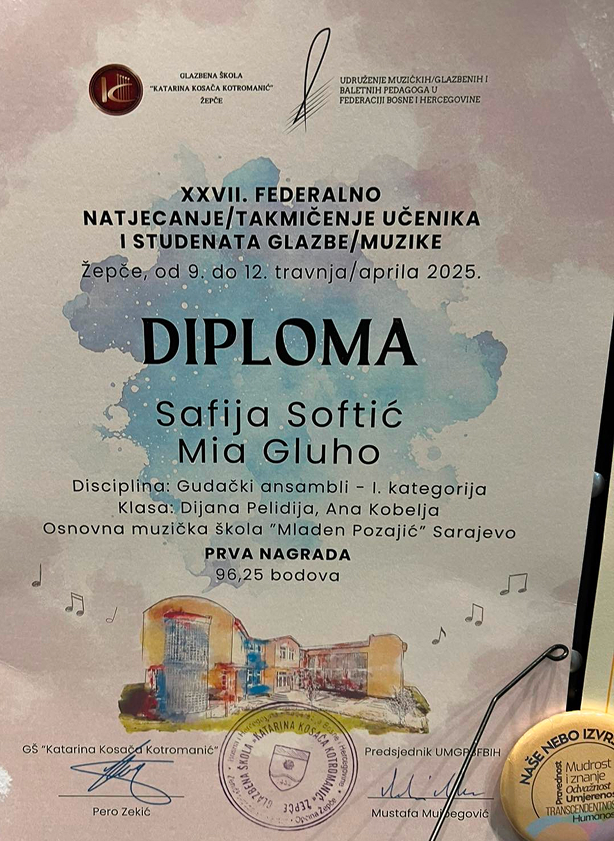 GLAZBENA ŠKOLA
"KATARINA KOSAČA KOTROMANIĆ"
ŽEPČE
UDRUŽENJE MUZIČKIH/GLAZBENIH I
BALETNIH PEDAGOGA U
FEDERACIJI BOSNE I HERCEGOVINE
XXVII. FEDERALNO
NATJECANJE/TAKMIČENJE UČENIKA
I STUDENATA GLAZBE/MUZIKE
Žepče, od 9. do 12. travnja/aprila 2025.
DIPLOMA
Safija Softić
Mia Gluho
Disciplina: Gudački ansambli - I. kategorija
Klasa: Dijana Pelidija, Ana Kobelja
Osnovna muzička škola "Mladen Pozajić" Sarajevo
PRVA NAGRADA
96,25 bodova
GŠ "Katarina Kosača Kotromanić"
Pero Zekić
GLAZBENA ŠKOLA "KATARINA KOSAČA KOTROMANIĆ"
ŽEPČE
Predsjednik UMGPBFBIH
Mustafa
NAŠE NEBO
Mudrost
i znanje
Pravednost
Odvažnost
Umjerenos
TRANSCENDENTNOS
Humanos